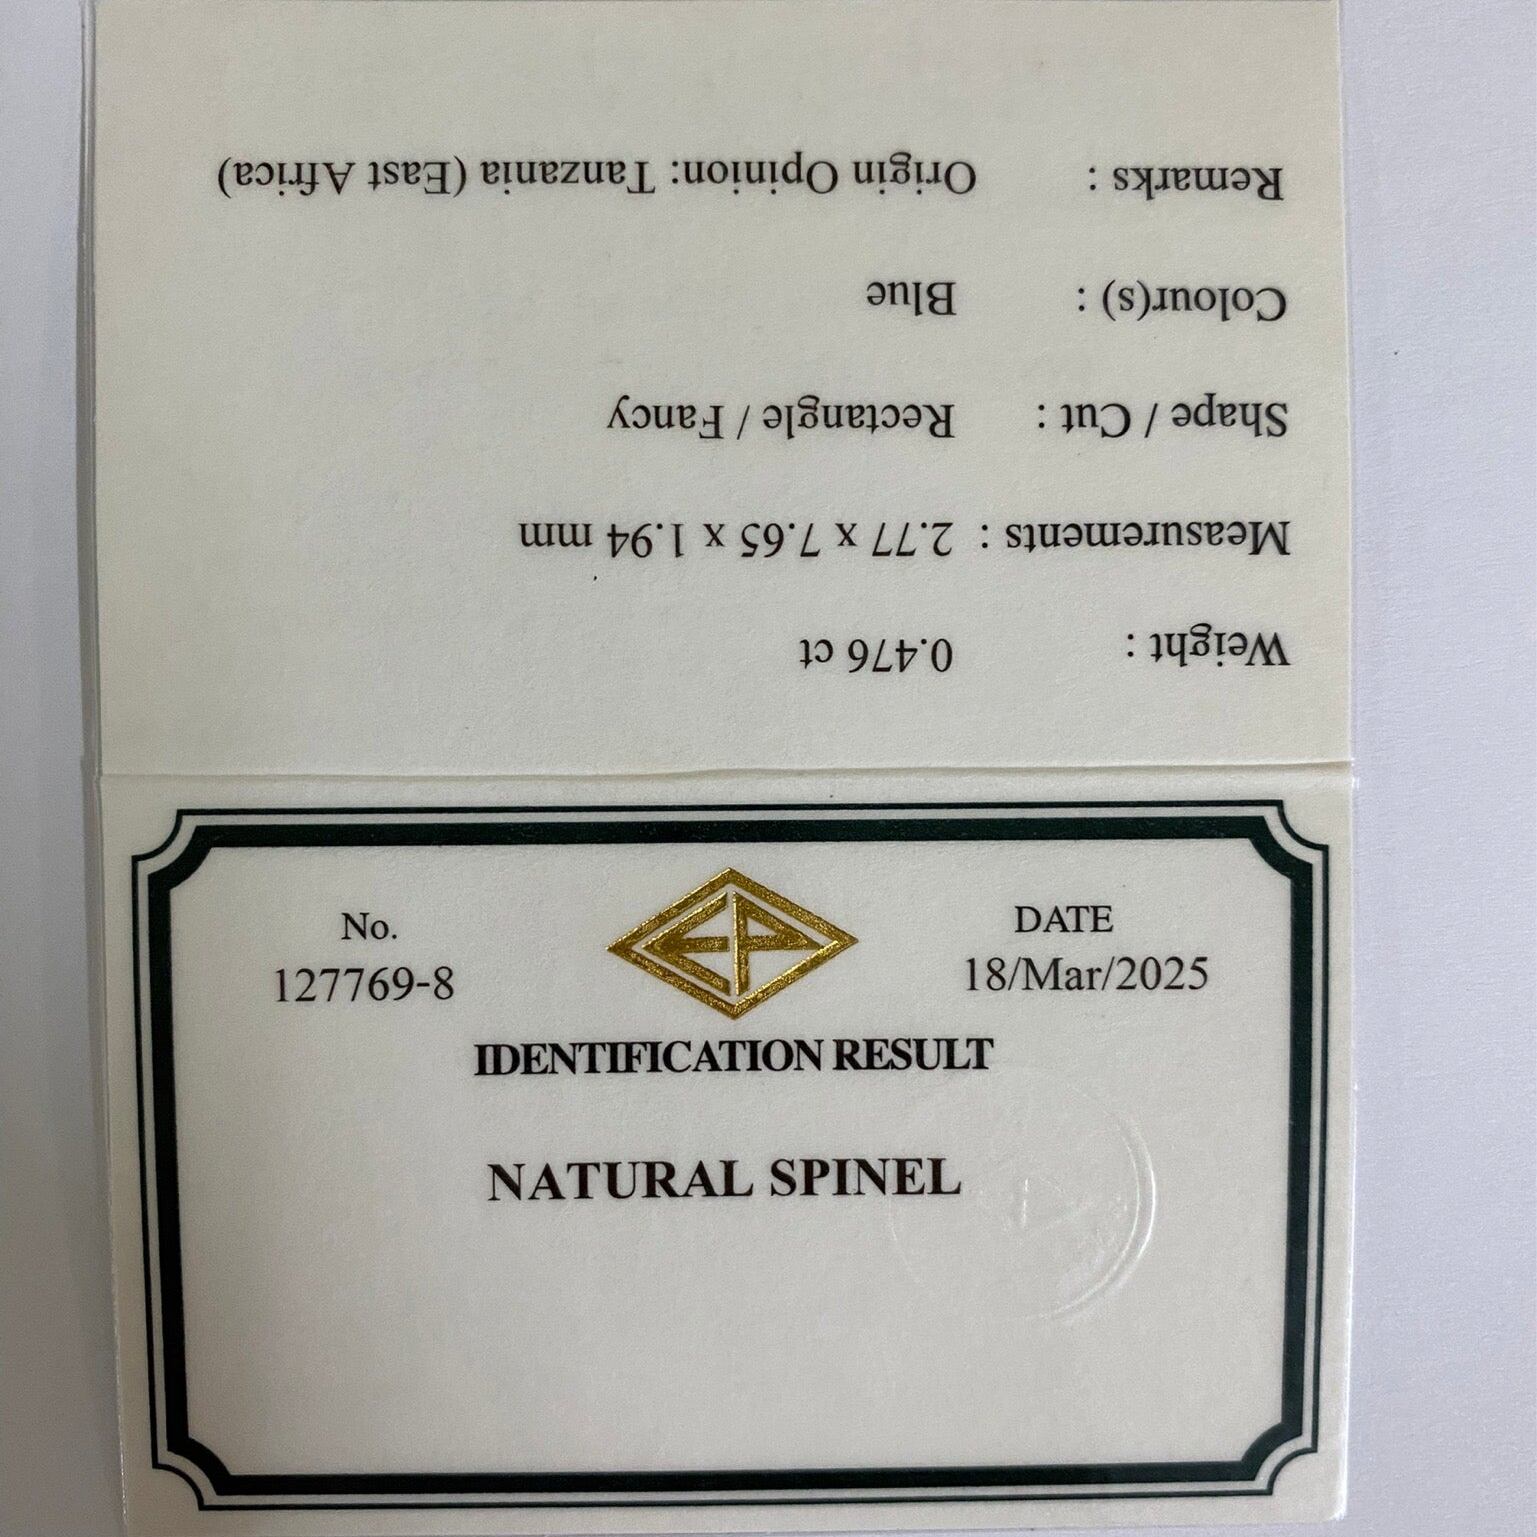 No.
127769-8
EP
DATE
18/Mar/2025
IDENTIFICATION RESULT
NATURAL SPINEL
Weight : 0.476 ct
Measurements : 2.77 x 7.65 x 1.94 mm
Shape / Cut : Rectangle / Fancy
Colour(s) : Blue
Remarks : Origin Opinion: Tanzania (East Africa)